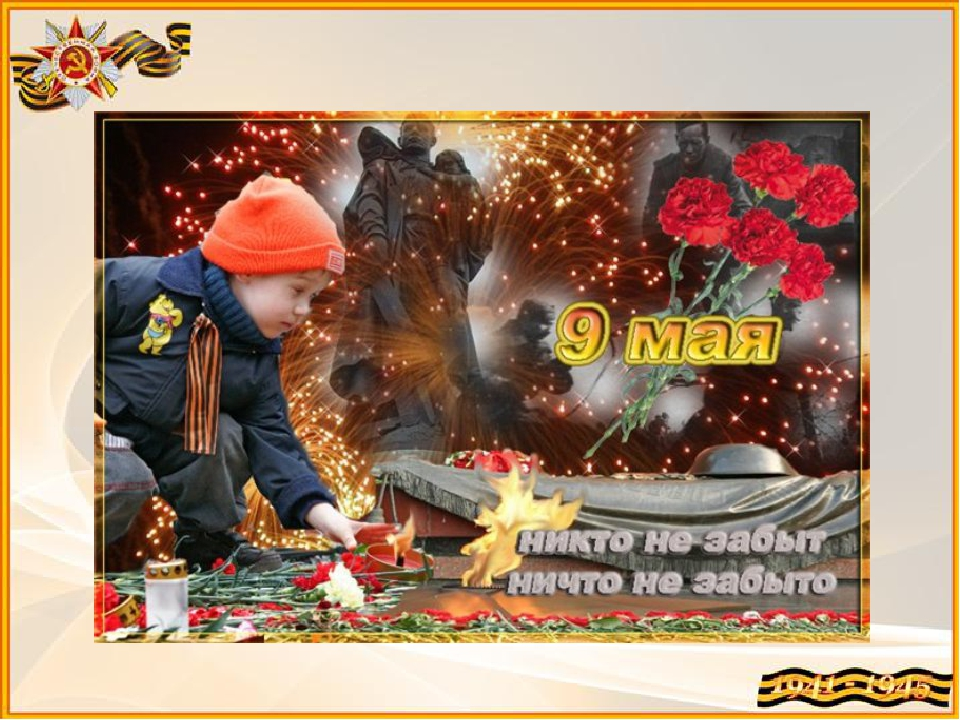 9 мая
никто не забыт
ничто не забыто
1941 - 1945